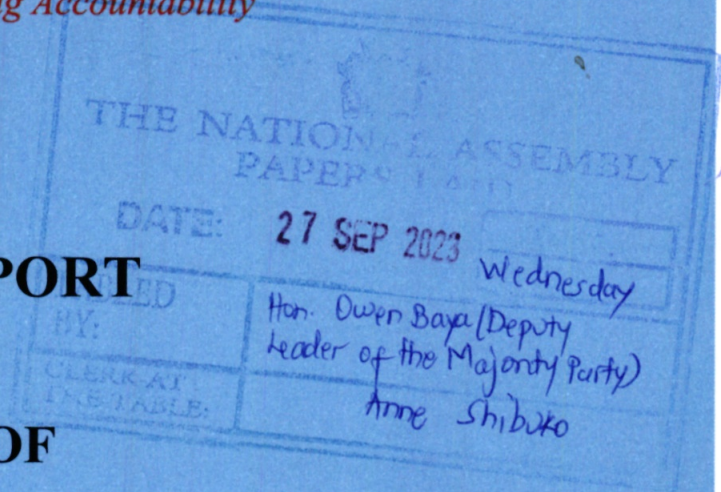 ng Accountability
THE NATIONAL ASSEMBLY
PAPERS LAID
DATE: 27 SEP 2023
Wednesday
PORT
BY:
Hon. Owen Baya (Deputy
Leader of the Majority Party)
CLERK-AT
THE-TABLE:
Anne Shibuko
OF